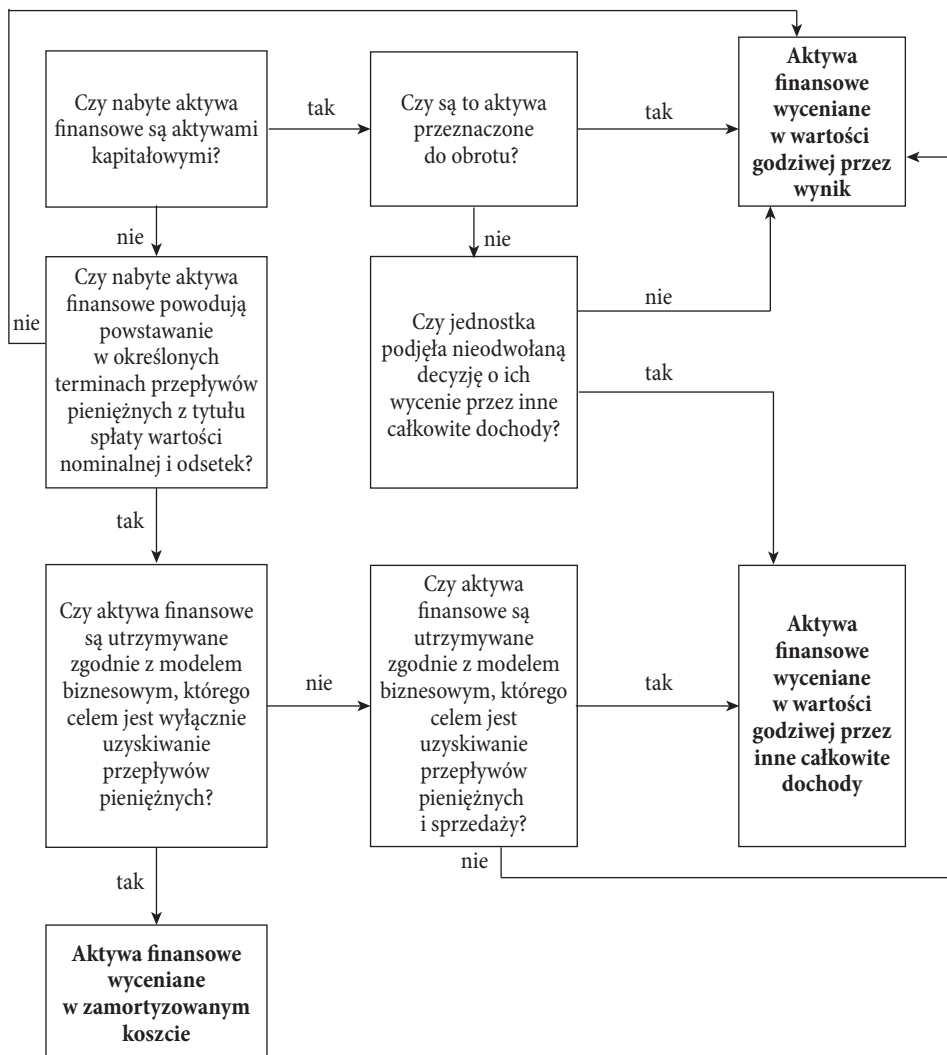 Czy nabyte aktywa
finansowe są aktywami
kapitałowymi?
tak
Czy są to aktywa
przeznaczone
do obrotu?
tak
Aktywa
finansowe
wyceniane
w wartości
godziwej przez
wynik
nie
nie
Czy nabyte aktywa
finansowe powodują
powstawanie
w określonych
terminach przepływów
pieniężnych z tytułu
spłaty wartości
nominalnej i odsetek?
nie
Czy jednostka
podjęła nieodwołaną
decyzję o ich
wycenie przez inne
całkowite dochody?
nie
tak
tak
Czy aktywa finansowe
są utrzymywane
zgodnie z modelem
biznesowym, którego
celem jest wyłącznie
uzyskiwanie
przepływów
pieniężnych?
nie
Czy aktywa
finansowe są
utrzymywane
zgodnie z modelem
biznesowym, którego
celem jest
uzyskiwanie
przepływów
pieniężnych
i sprzedaży?
tak
Aktywa
finansowe
wyceniane
w wartości
godziwej przez
inne całkowite
dochody
nie
tak
Aktywa finansowe
wyceniane
w zamortyzowanym
koszcie